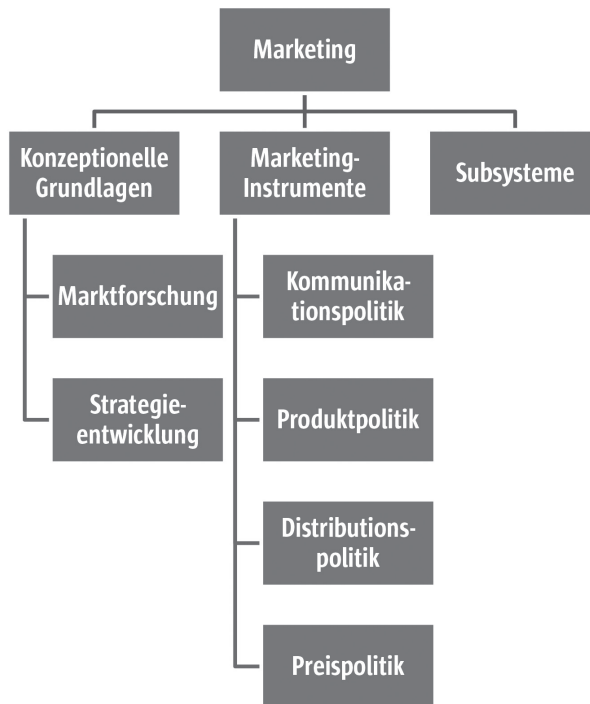 Marketing
Konzeptionelle
Grundlagen
Marketing-
Instrumente
Subsysteme
Marktforschung
Strategie-
entwicklung
Kommunika-
tionspolitik
Produktpolitik
Distributions-
politik
Preispolitik